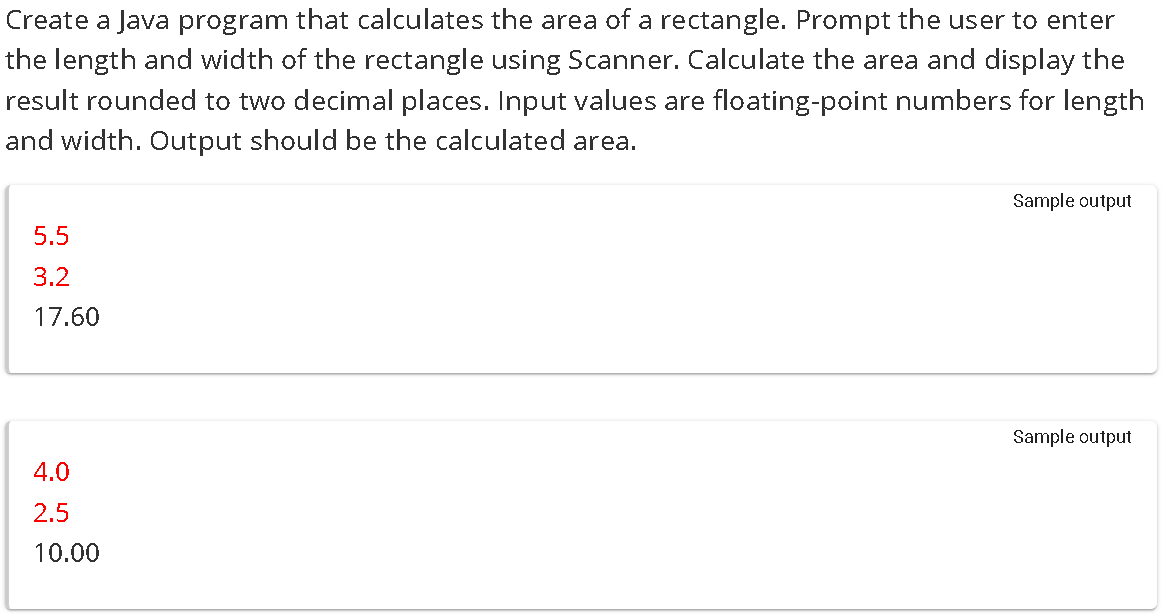 Create a Java program that calculates the area of a rectangle. Prompt the user to enter
the length and width of the rectangle using Scanner. Calculate the area and display the
result rounded to two decimal places. Input values are floating-point numbers for length
and width. Output should be the calculated area.
Sample output
5.5
3.2
17.60
Sample output
4.0
2.5
10.00